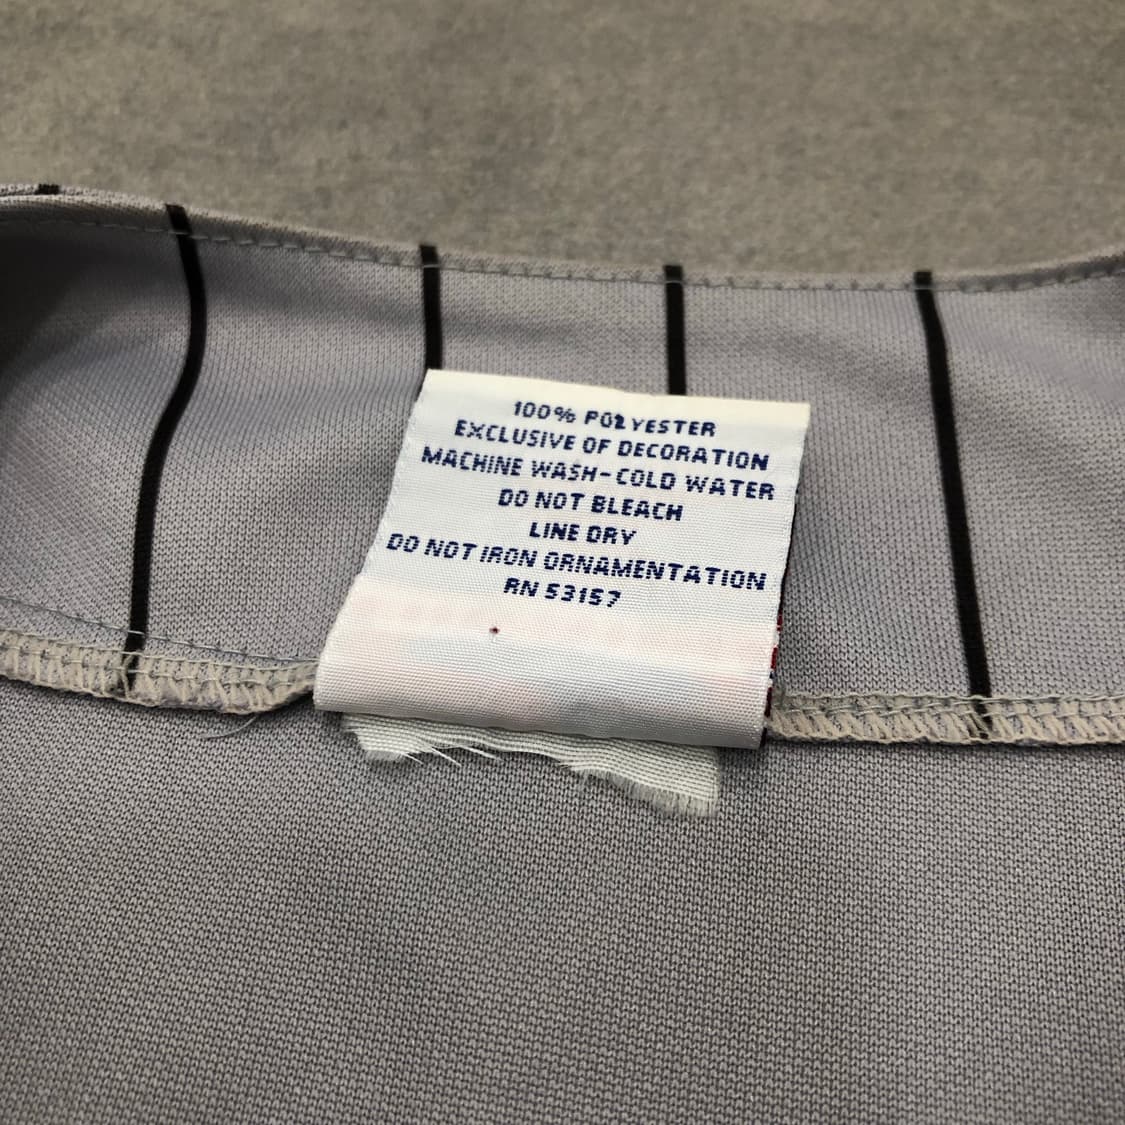 100% POLYESTER
EXCLUSIVE OF DECORATION
MACHINE WASH-COLD WATER
DO NOT BLEACH
LINE DRY
DO NOT IRON ORNAMENTATION
RN 53157